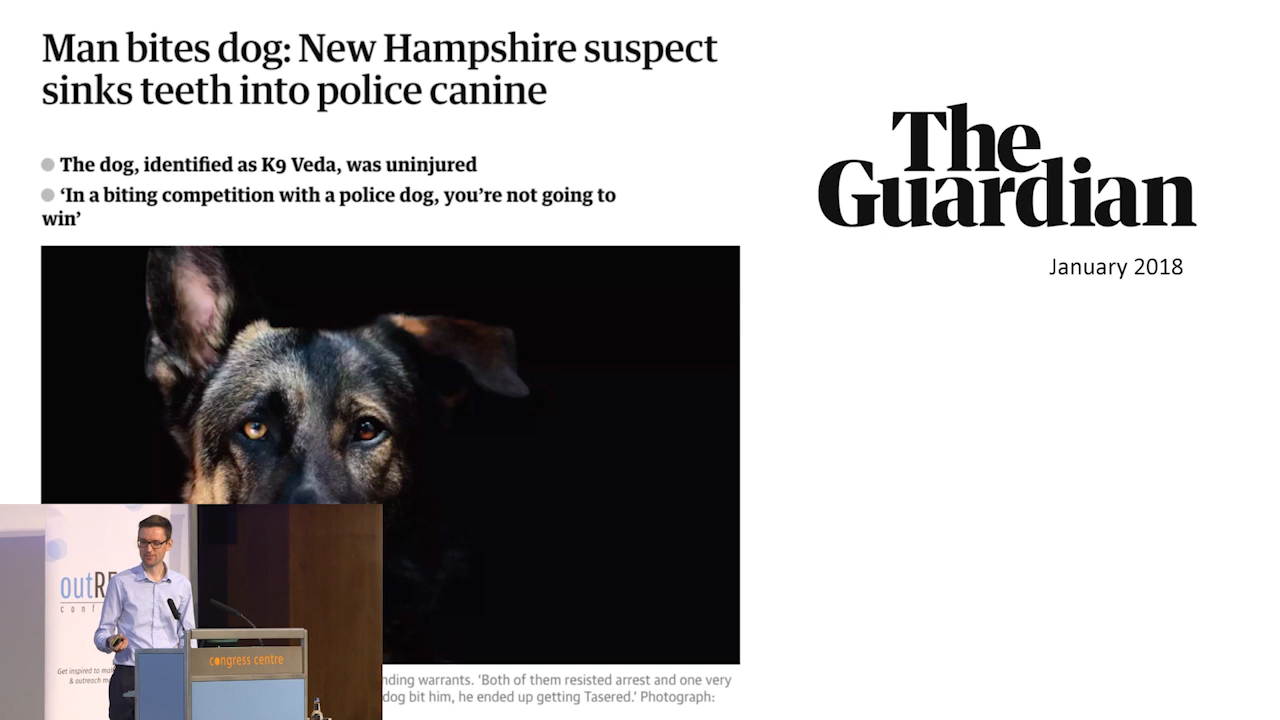 Man bites dog: New Hampshire suspect
sinks teeth into police canine
The dog, identified as K9 Veda, was uninjured
‘In a biting competition with a police dog, you’re not going to
win’
The
Guardian
January 2018
out
conf
Get inspired to
& outreach
congress centre
warrants. ‘Both of them resisted arrest and one very
dog bit him, he ended up getting Tasered.’ Photograph: